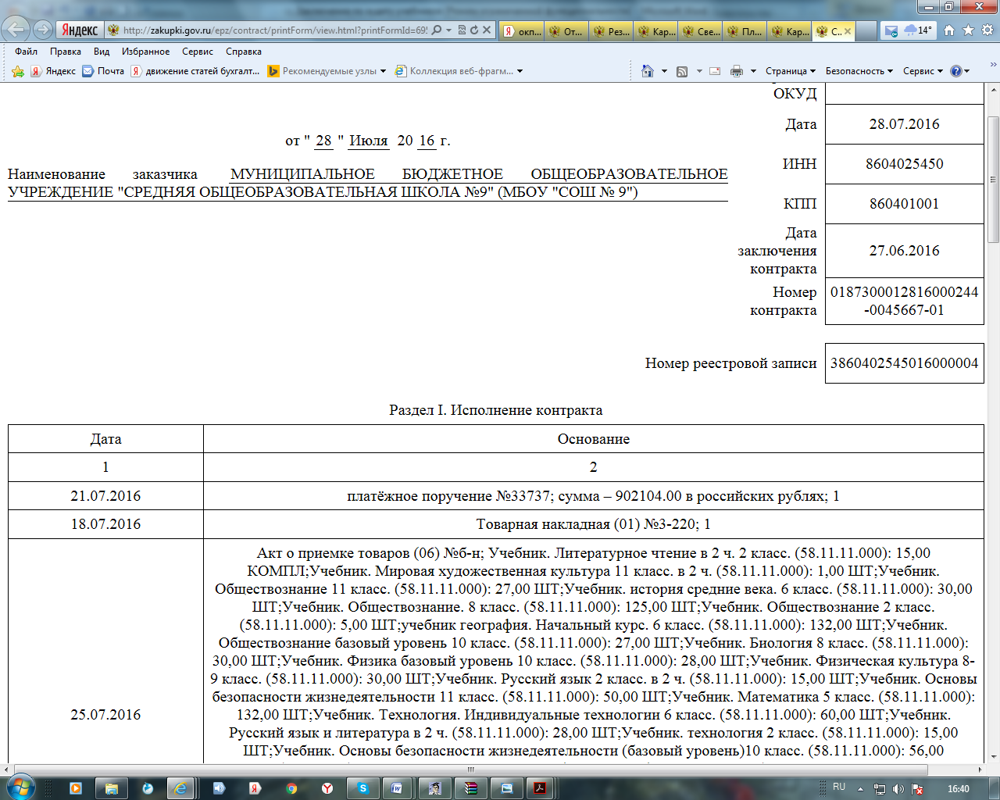 Яндекс
http://zakupki.gov.ru/epz/contract/printForm/view.html?printFormId=69
окп...
От...
Рез...
Кар...
Све...
Пл...
Кар...
С...
14°
Файл Правка Вид Избранное Сервис Справка
Яндекс Почта движение статей бухгалт... Рекомендуемые узлы Коллекция веб-фрагм... Страница Безопасность Сервис
ОКУД
Дата 28.07.2016
от " 28 " Июля 20 16 г.
ИНН 8604025450
Наименование заказчика МУНИЦИПАЛЬНОЕ БЮДЖЕТНОЕ ОБЩЕОБРАЗОВАТЕЛЬНОЕ
УЧРЕЖДЕНИЕ "СРЕДНЯЯ ОБЩЕОБРАЗОВАТЕЛЬНАЯ ШКОЛА №9" (МБОУ "СОШ № 9")
КПП 860401001
Дата
заключения 27.06.2016
контракта
Номер 0187300012816000244
контракта -0045667-01
Номер реестровой записи 3860402545016000004
Раздел I. Исполнение контракта
Дата Основание
1 2
21.07.2016 платёжное поручение №33737; сумма – 902104.00 в российских рублях; 1
18.07.2016 Товарная накладная (01) №3-220; 1
25.07.2016
Акт о приемке товаров (06) №б-н; Учебник. Литературное чтение в 2 ч. 2 класс. (58.11.11.000): 15,00
КОМПЛ;Учебник. Мировая художественная культура 11 класс. в 2 ч. (58.11.11.000): 1,00 ШТ;Учебник.
Обществознание 11 класс. (58.11.11.000): 27,00 ШТ;Учебник. история средние века. 6 класс. (58.11.11.000): 30,00
ШТ;Учебник. Обществознание. 8 класс. (58.11.11.000): 125,00 ШТ;Учебник. Обществознание 2 класс.
(58.11.11.000): 5,00 ШТ;учебник география. Начальный курс. 6 класс. (58.11.11.000): 132,00 ШТ;Учебник.
Обществознание базовый уровень 10 класс. (58.11.11.000): 27,00 ШТ;Учебник. Биология 8 класс. (58.11.11.000):
30,00 ШТ;Учебник. Физика базовый уровень 10 класс. (58.11.11.000): 28,00 ШТ;Учебник. Физическая культура 8-
9 класс. (58.11.11.000): 30,00 ШТ;Учебник. Русский язык 2 класс. в 2 ч. (58.11.11.000): 15,00 ШТ;Учебник. Основы
безопасности жизнедеятельности 11 класс. (58.11.11.000): 50,00 ШТ;Учебник. Математика 5 класс. (58.11.11.000):
132,00 ШТ;Учебник. Технология. Индивидуальные технологии 6 класс. (58.11.11.000): 60,00 ШТ;Учебник.
Русский язык и литература в 2 ч. (58.11.11.000): 28,00 ШТ;Учебник. технология 2 класс. (58.11.11.000): 15,00
ШТ;Учебник. Основы безопасности жизнедеятельности (базовый уровень)10 класс. (58.11.11.000): 56,00
RU
16:40